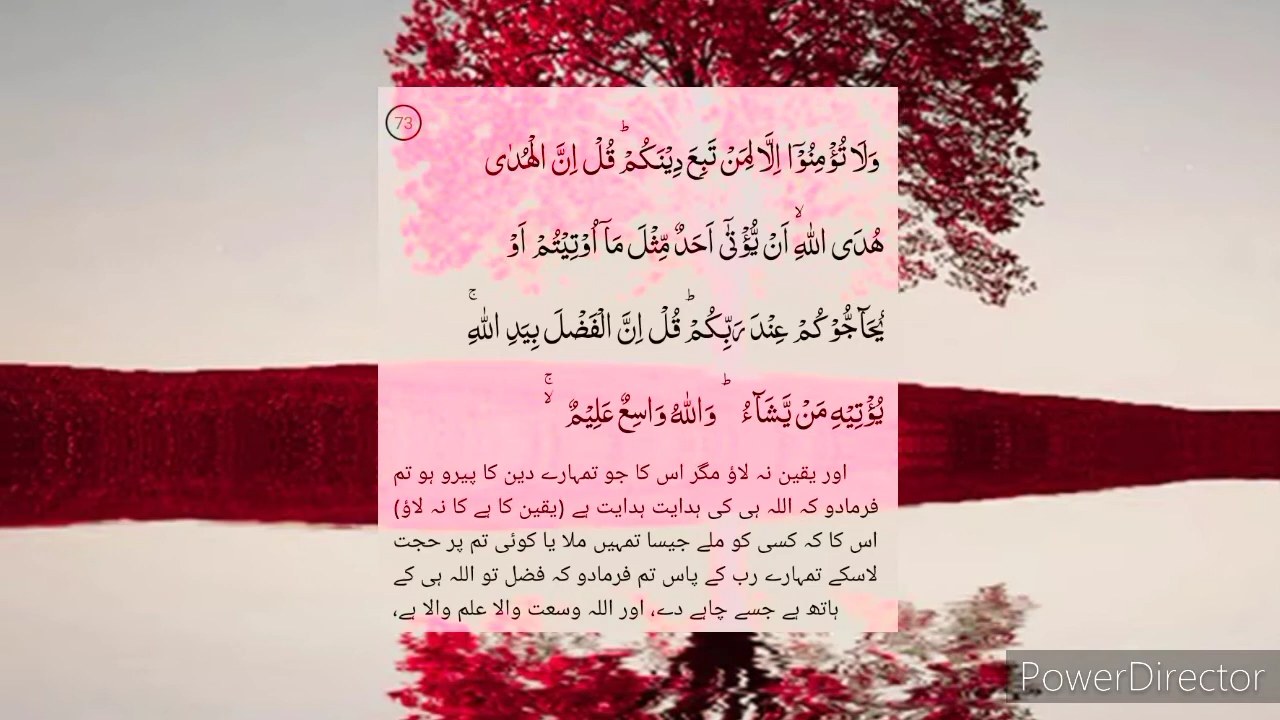 73
وَلَا تُؤْمِنُوْۤا اِلَّا لِمَنْ تَبِعَ دِیْنَكُمْؕ قُلْ اِنَّ الْهُدٰی
هُدَی اللّٰهِۙ اَنْ یُّؤْتٰۤی اَحَدٌ مِّثْلَ مَاۤ اُوْتِیْتُمْ اَوْ
یُحَآجُّوْكُمْ عِنْدَ رَبِّكُمْؕ قُلْ اِنَّ الْفَضْلَ بِیَدِ اللّٰهِۚ
یُؤْتِیْهِ مَنْ یَّشَآءُؕ وَاللّٰهُ وَاسِعٌ عَلِیْمٌۚۙ
اور یقین نہ لاؤ مگر اس کا جو تمہارے دین کا پیرو ہو تم
فرمادو کہ اللہ ہی کی ہدایت ہدایت ہے (یقین کا ہے کا نہ لاؤ)
اس کا کہ کسی کو ملے جیسا تمہیں ملا یا کوئی تم پر حجت
لاسکے تمہارے رب کے پاس تم فرمادو کہ فضل تو اللہ ہی کے
ہاتھ ہے جسے چاہے دے، اور اللہ وسعت والا علم والا ہے،
PowerDirector